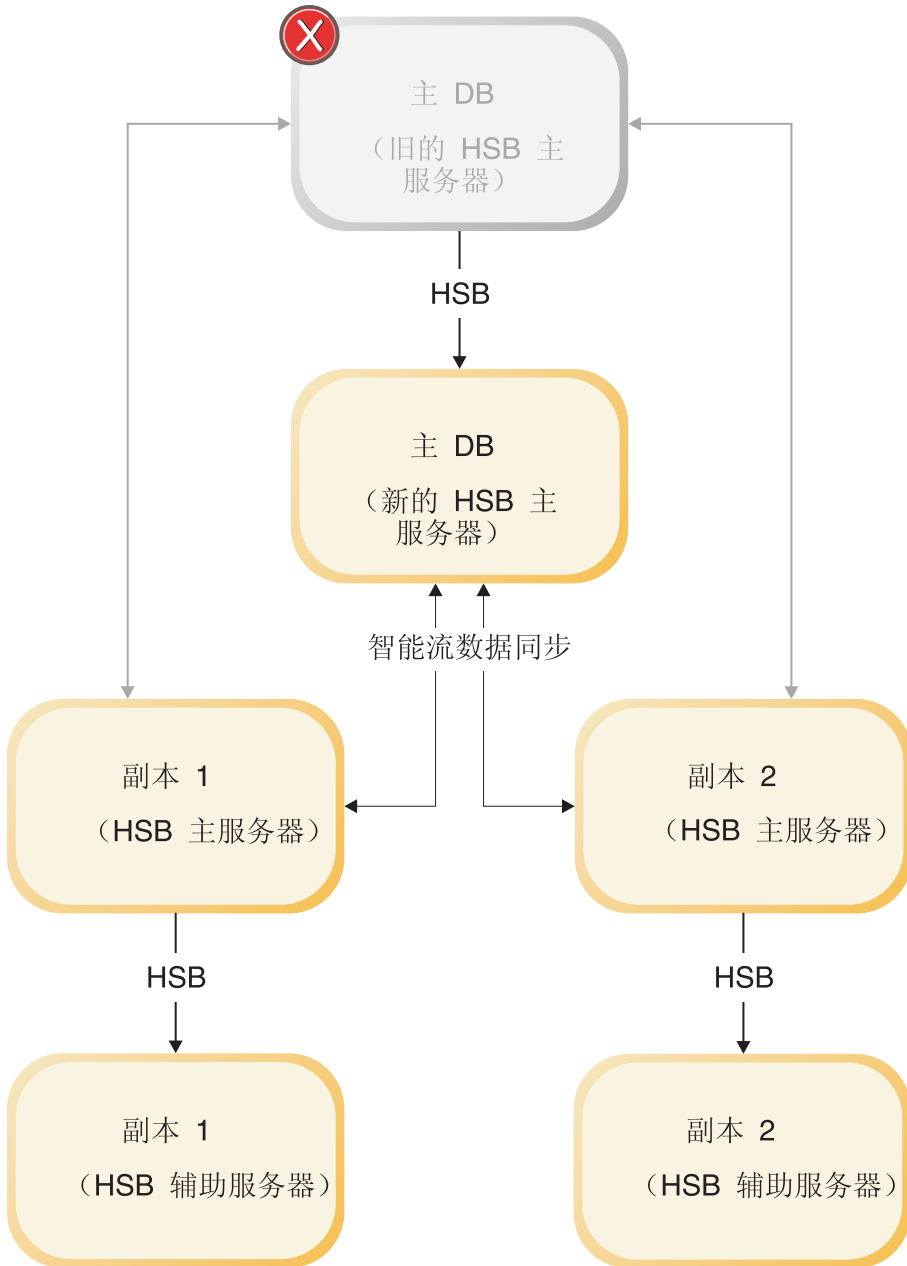 主 DB
（旧的 HSB 主
服务器）
HSB
主 DB
（新的 HSB 主
服务器）
智能流数据同步
副本 1
（HSB 主服务器）
副本 2
（HSB 主服务器）
HSB
HSB
副本 1
（HSB 辅助服务器）
副本 2
（HSB 辅助服务器）